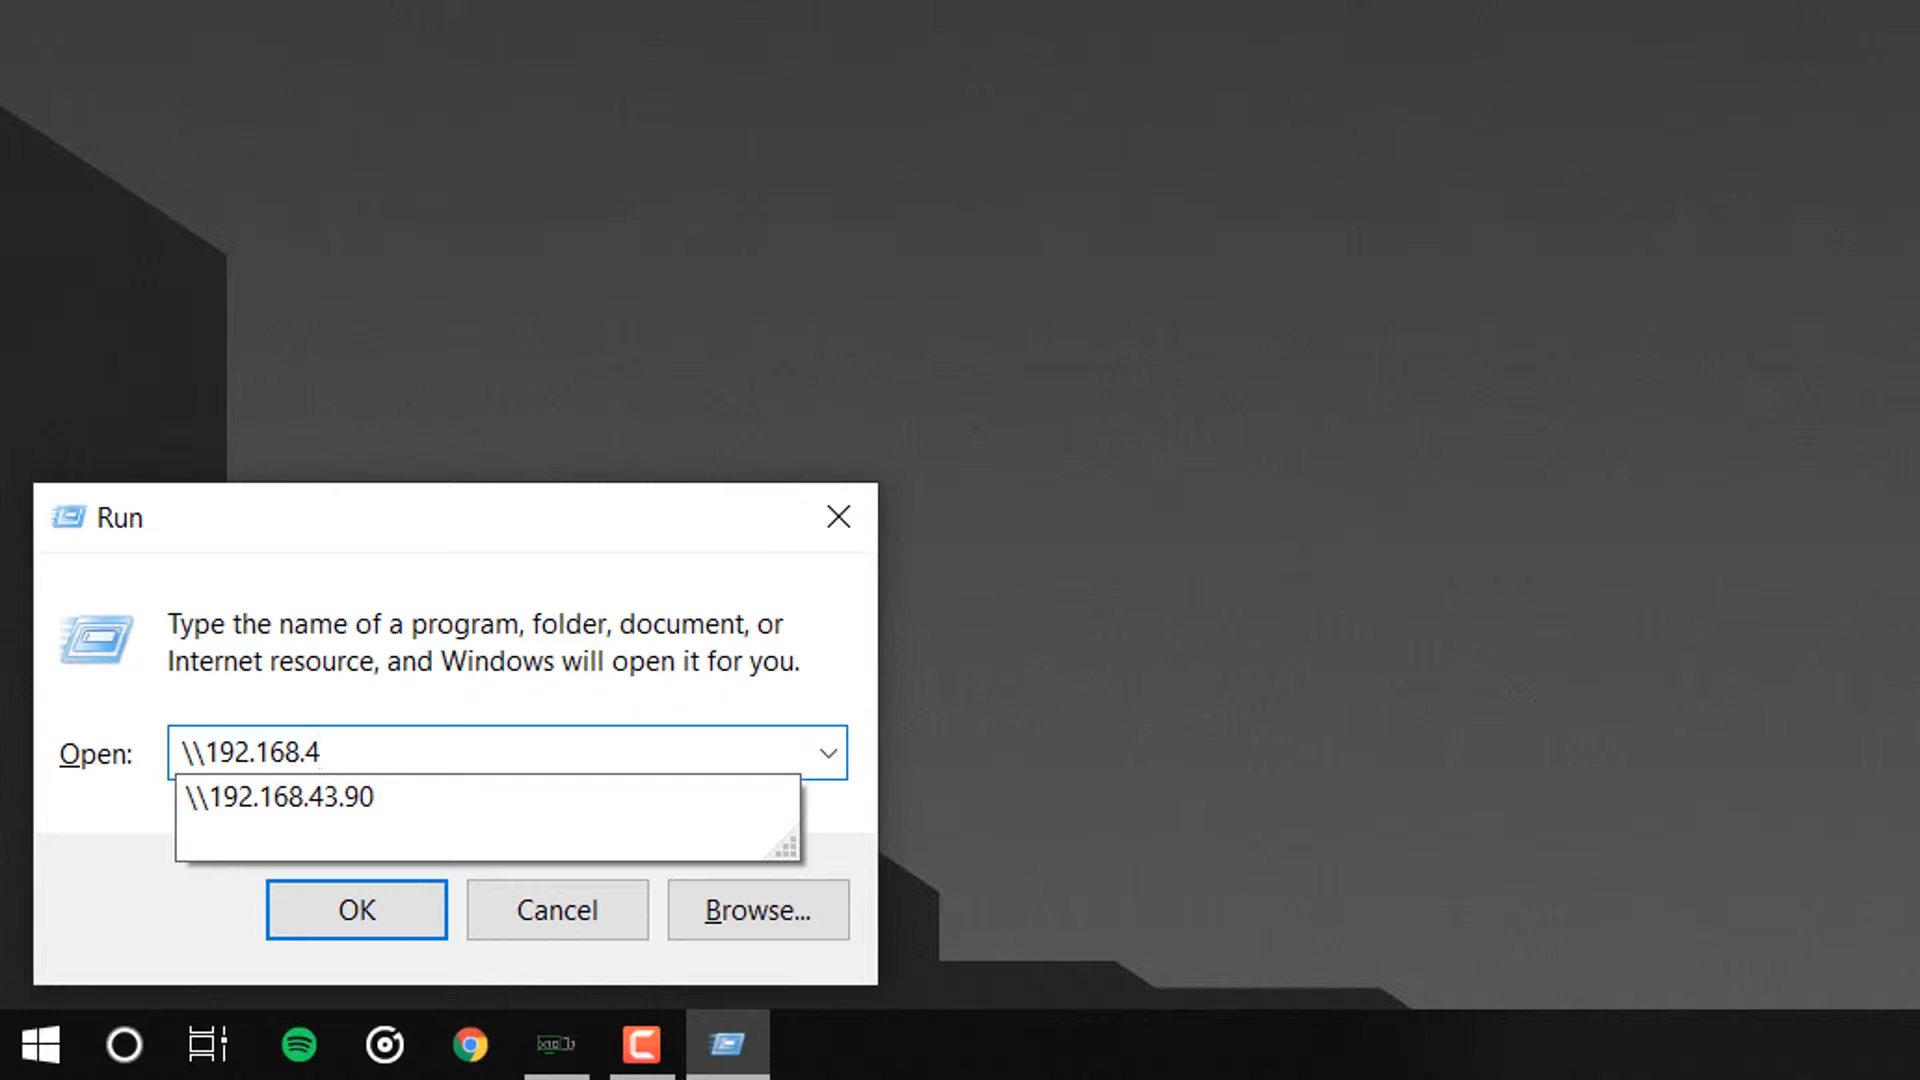 Run
Type the name of a program, folder, document, or
Internet resource, and Windows will open it for you.
Open: \\192.168.4
\\192.168.43.90
OK Cancel Browse...